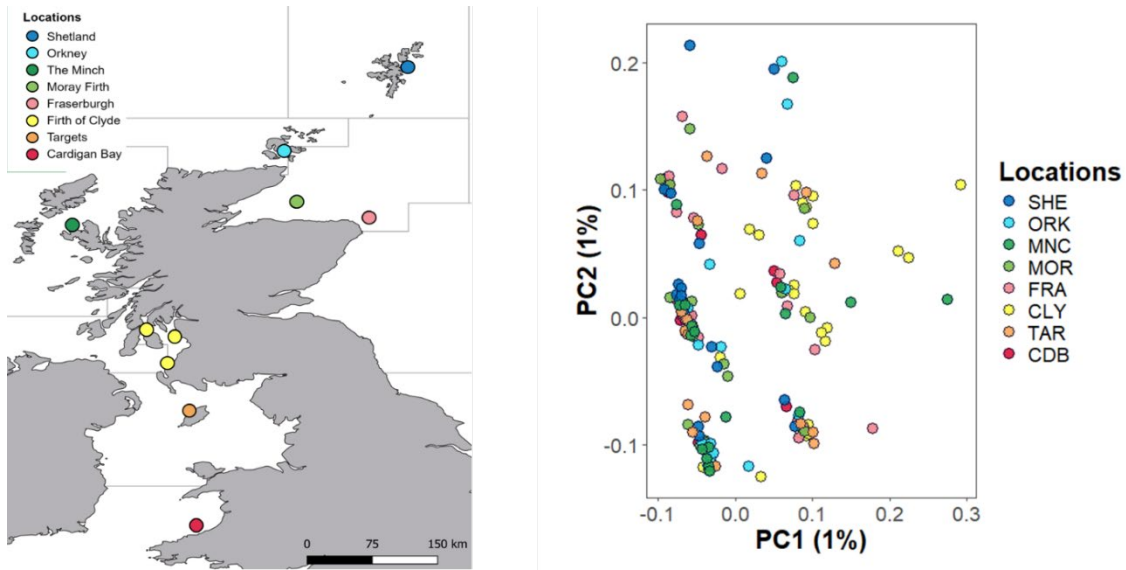 Locations
Shetland
Orkney
The Minch
Moray Firth
Fraserburgh
Firth of Clyde
Targets
Cardigan Bay
0 75 150 km
PC2 (1%)
0.2
0.1
0.0
-0.1
-0.1 0.0 0.1 0.2 0.3
PC1 (1%)
Locations
SHE
ORK
MNC
MOR
FRA
CLY
TAR
CDB